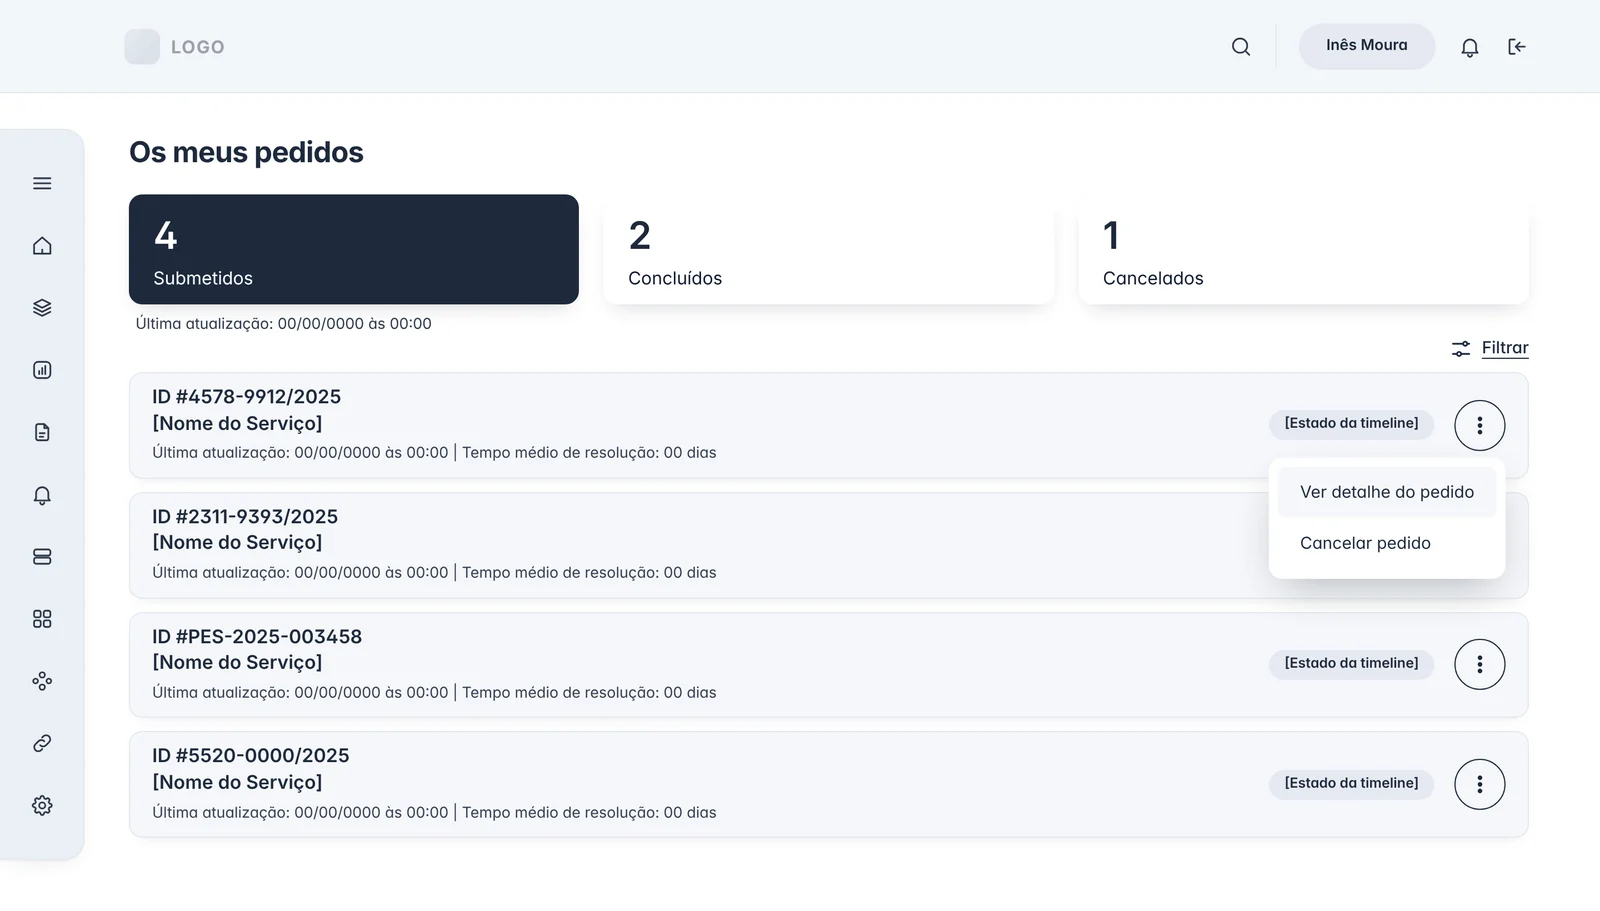 LOGO
Inês Moura
Os meus pedidos
4
Submetidos
2
Concluídos
1
Cancelados
Última atualização: 00/00/0000 às 00:00
Filtrar
ID #4578-9912/2025
[Nome do Serviço]
Última atualização: 00/00/0000 às 00:00 | Tempo médio de resolução: 00 dias
[Estado da timeline]
Ver detalhe do pedido
Cancelar pedido
ID #2311-9393/2025
[Nome do Serviço]
Última atualização: 00/00/0000 às 00:00 | Tempo médio de resolução: 00 dias
ID #PES-2025-003458
[Nome do Serviço]
Última atualização: 00/00/0000 às 00:00 | Tempo médio de resolução: 00 dias
[Estado da timeline]
ID #5520-0000/2025
[Nome do Serviço]
Última atualização: 00/00/0000 às 00:00 | Tempo médio de resolução: 00 dias
[Estado da timeline]